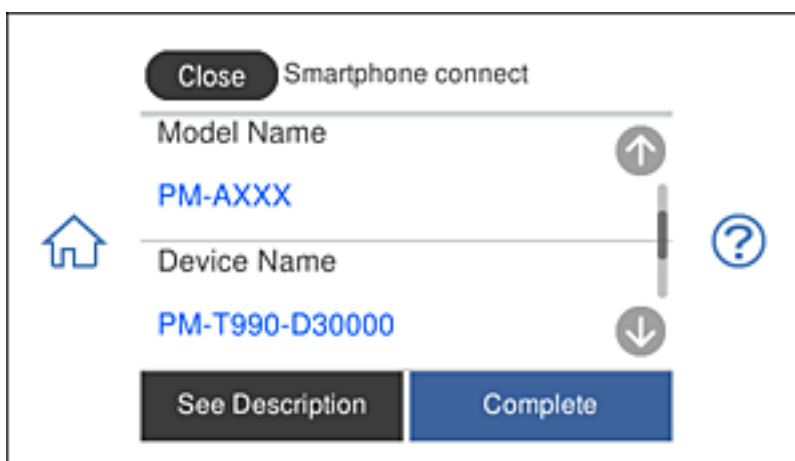 Close Smartphone connect
Model Name
PM-AXXX
Device Name
PM-T990-D30000
See Description Complete